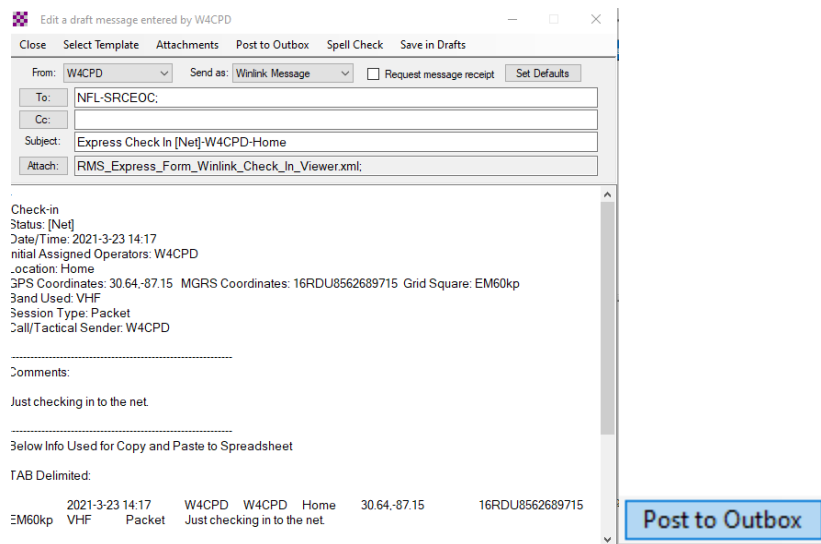 Edit a draft message entered by W4CPD
Close Select Template Attachments Post to Outbox Spell Check Save in Drafts
From: W4CPD Send as: Winlink Message Request message receipt Set Defaults
To: NFL-SRCEOC;
Cc:
Subject: Express Check In [Net]-W4CPD-Home
Attach: RMS_Express_Form_Winlink_Check_In_Viewer.xml;
Check-in
Status: [Net]
Date/Time: 2021-3-23 14:17
nitial Assigned Operators: W4CPD
Location: Home
GPS Coordinates: 30.64,-87.15 MGRS Coordinates: 16RDU8562689715 Grid Square: EM60kp
Band Used: VHF
Session Type: Packet
Call/Tactical Sender: W4CPD
----------------------------------------------------------------
Comments:
Just checking in to the net.
----------------------------------------------------------------
Below Info Used for Copy and Paste to Spreadsheet
TAB Delimited:
2021-3-23 14:17 W4CPD W4CPD Home 30.64,-87.15 16RDU8562689715
EM60kp VHF Packet Just checking in to the net.
Post to Outbox